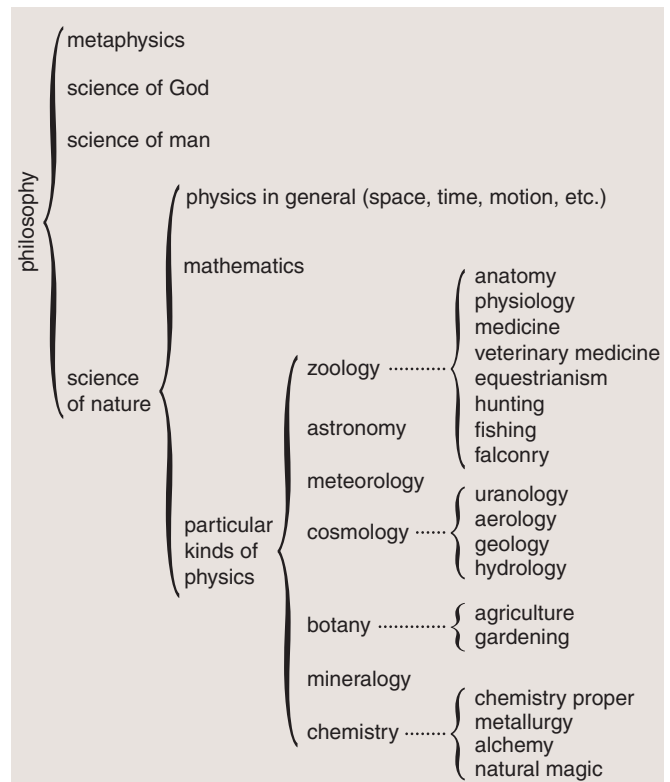 philosophy
metaphysics
science of God
science of man
science
of nature
physics in general (space, time, motion, etc.)
mathematics
particular
kinds of
physics
zoology
anatomy
physiology
medicine
veterinary medicine
equestrianism
hunting
fishing
falconry
astronomy
meteorology
cosmology
uranology
aerology
geology
hydrology
botany
agriculture
gardening
mineralogy
chemistry
chemistry proper
metallurgy
alchemy
natural magic